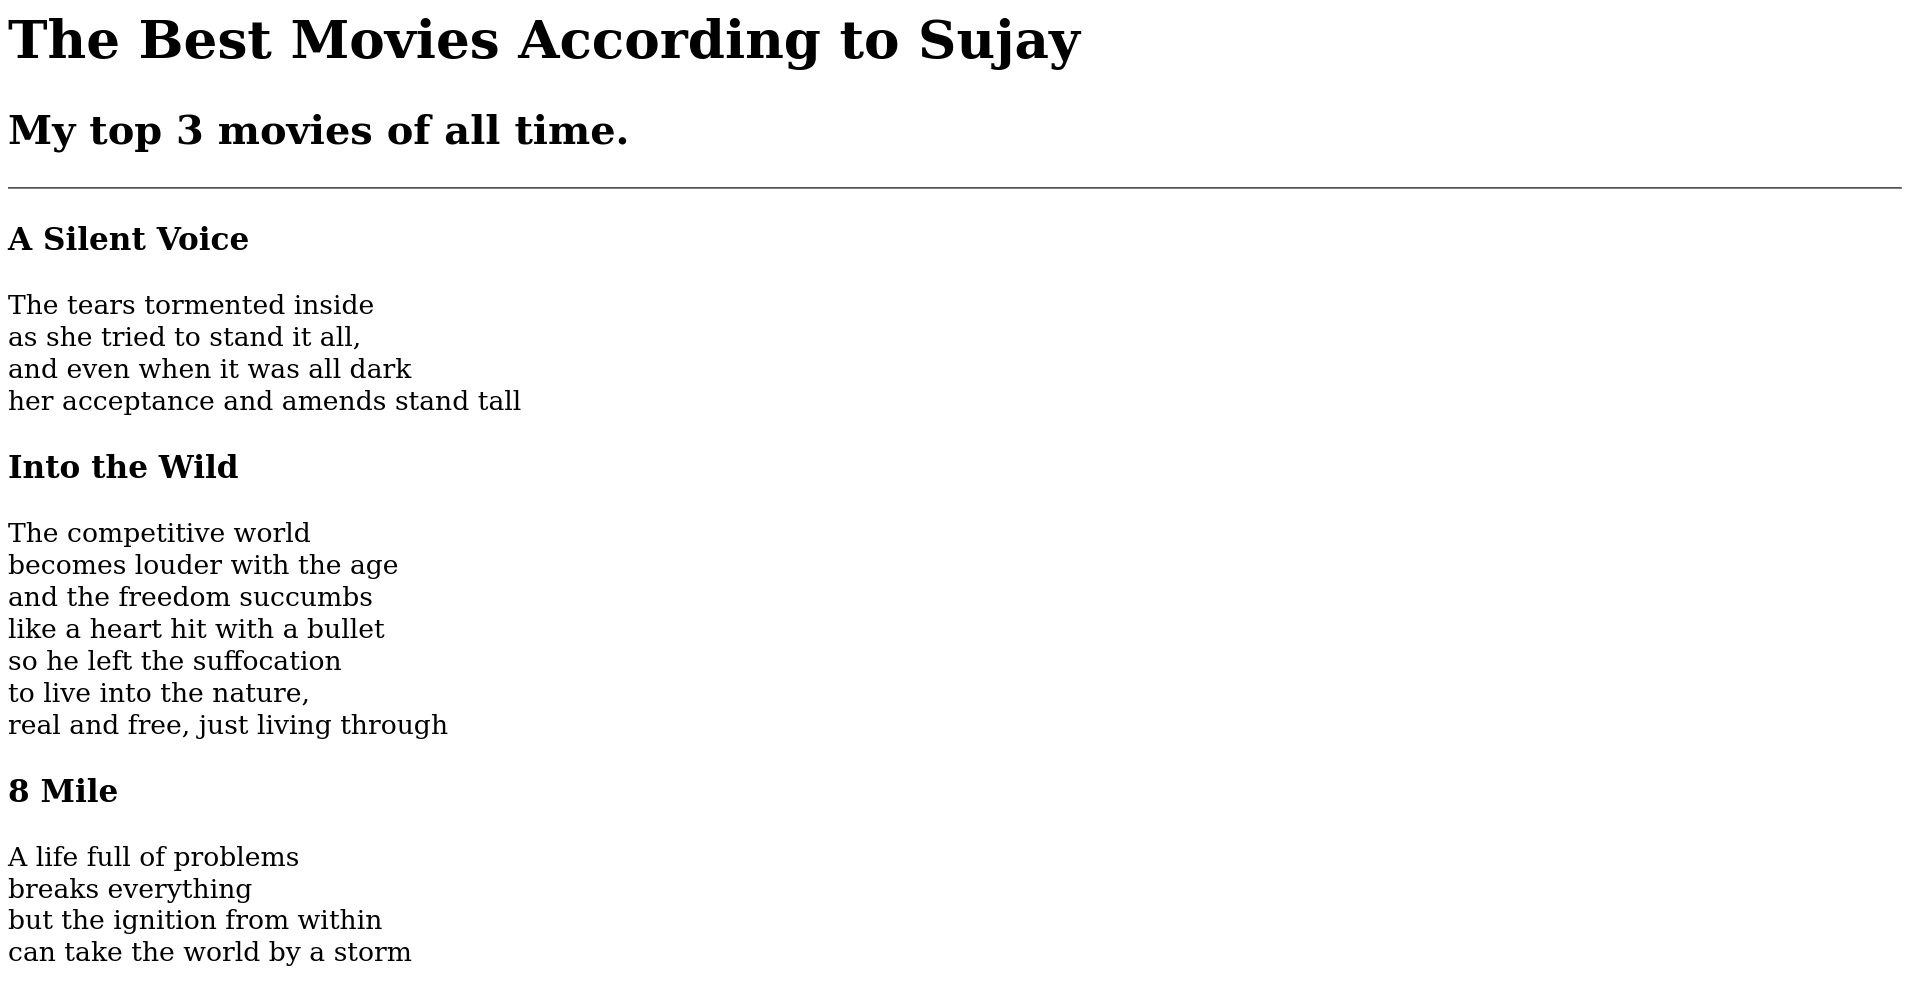 The Best Movies According to Sujay
My top 3 movies of all time.
A Silent Voice
The tears tormented inside
as she tried to stand it all,
and even when it was all dark
her acceptance and amends stand tall
Into the Wild
The competitive world
becomes louder with the age
and the freedom succumbs
like a heart hit with a bullet
so he left the suffocation
to live into the nature,
real and free, just living through
8 Mile
A life full of problems
breaks everything
but the ignition from within
can take the world by a storm